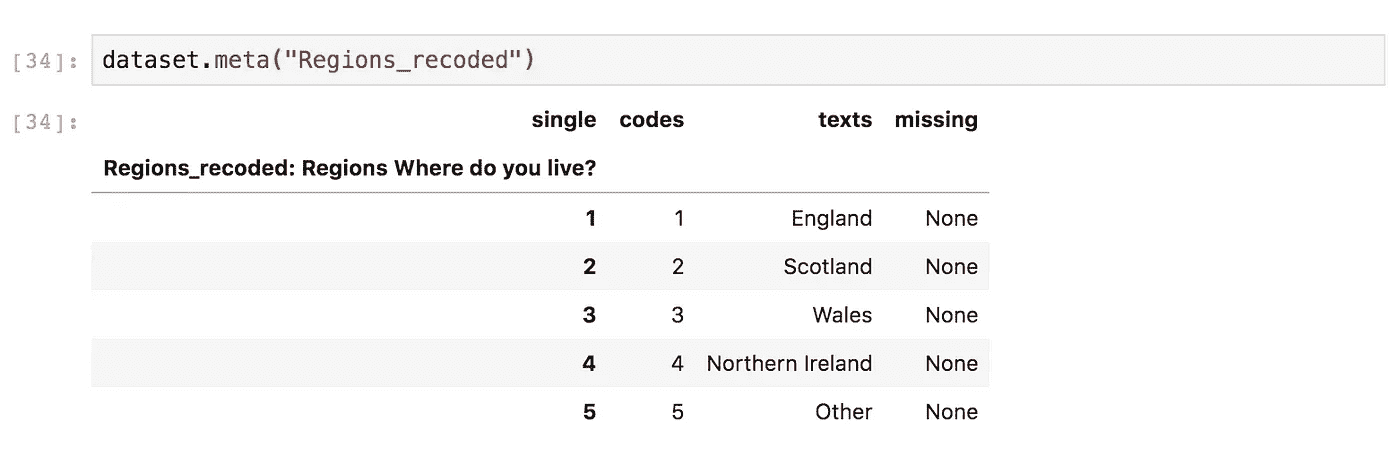 [34]: dataset.meta("Regions_recoded")
[34]: single codes texts missing
Regions_recoded: Regions Where do you live?
1 1 England None
2 2 Scotland None
3 3 Wales None
4 4 Northern Ireland None
5 5 Other None